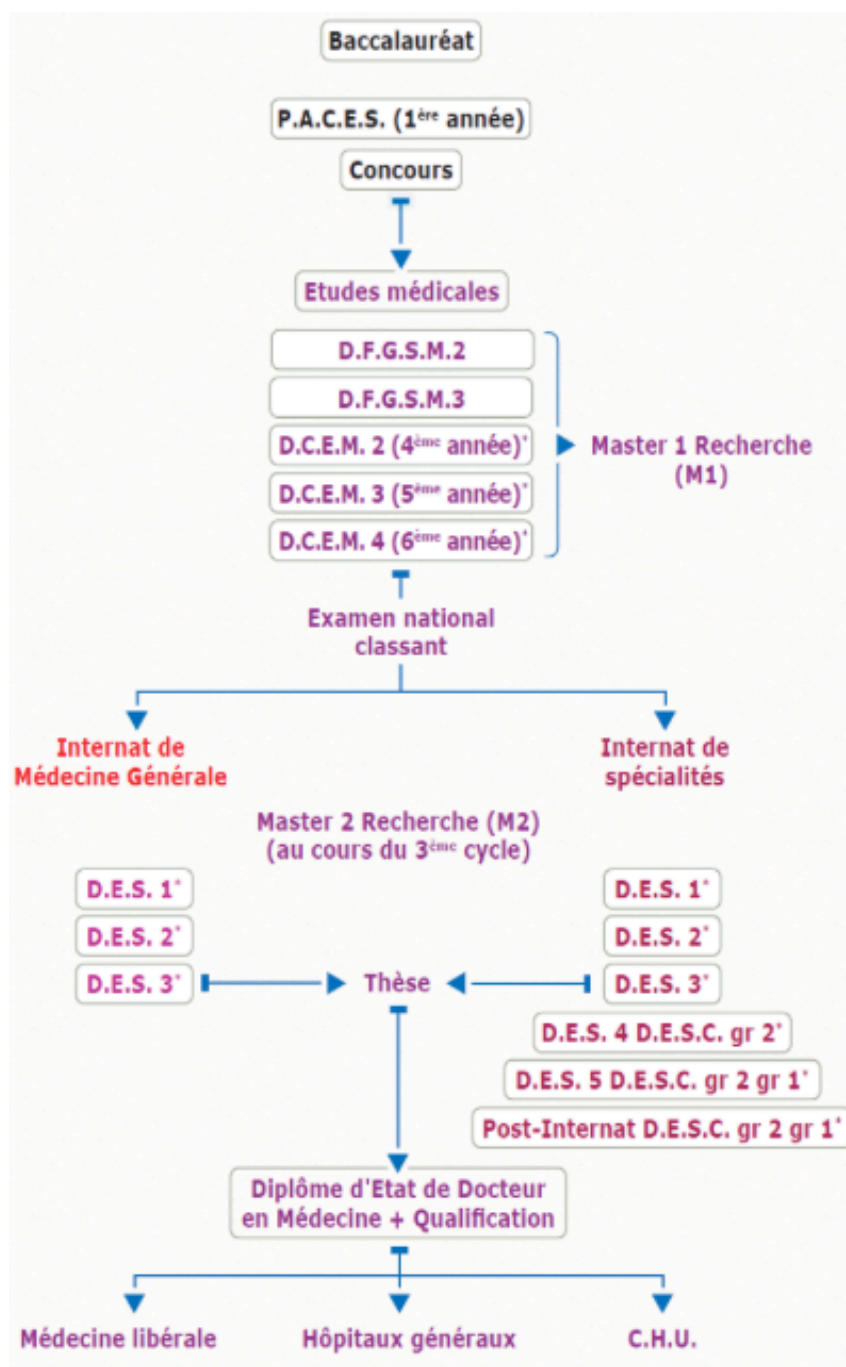 Baccalauréat
P.A.C.E.S. (1ère année)
Concours
Etudes médicales
D.F.G.S.M.2
D.F.G.S.M.3
D.C.E.M. 2 (4ème année)*
D.C.E.M. 3 (5ème année)*
D.C.E.M. 4 (6ème année)*
Master 1 Recherche
(M1)
Examen national
classant
Internat de
Médecine Générale
Internat de
spécialités
Master 2 Recherche (M2)
(au cours du 3ème cycle)
D.E.S. 1*
D.E.S. 2*
D.E.S. 3*
Thèse
D.E.S. 1*
D.E.S. 2*
D.E.S. 3*
D.E.S. 4 D.E.S.C. gr 2*
D.E.S. 5 D.E.S.C. gr 2 gr 1*
Post-Internat D.E.S.C. gr 2 gr 1*
Diplôme d'Etat de Docteur
en Médecine + Qualification
Médecine libérale
Hôpitaux généraux
C.H.U.